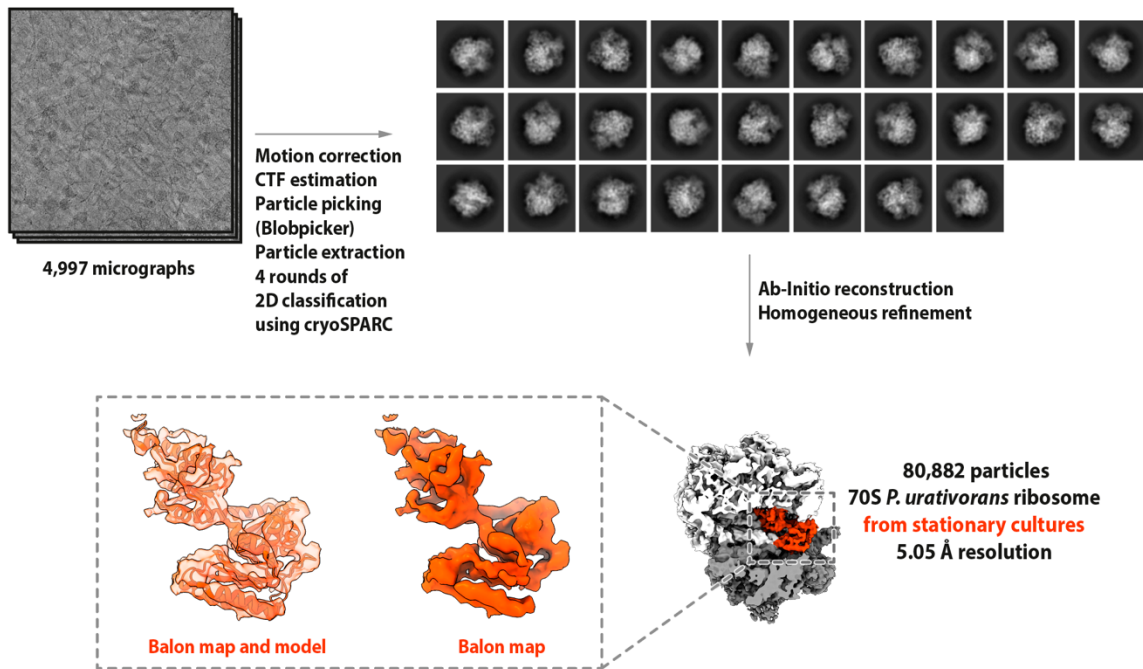 4,997 micrographs
Motion correction
CTF estimation
Particle picking
(Blobpicker)
Particle extraction
4 rounds of
2D classification
using cryoSPARC
Ab-Initio reconstruction
Homogeneous refinement
Balon map and model
Balon map
80,882 particles
70S P. urativorans ribosome
from stationary cultures
5.05 Å resolution